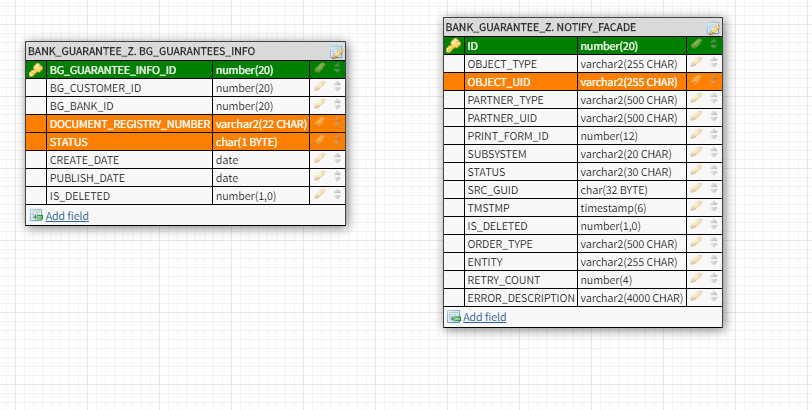 BANK_GUARANTEE_Z. BG_GUARANTEES_INFO
BG_GUARANTEE_INFO_ID number(20)
BG_CUSTOMER_ID number(20)
BG_BANK_ID number(20)
DOCUMENT_REGISTRY_NUMBER varchar2(22 CHAR)
STATUS char(1 BYTE)
CREATE_DATE date
PUBLISH_DATE date
IS_DELETED number(1,0)
Add field
BANK_GUARANTEE_Z. NOTIFY_FACADE
ID number(20)
OBJECT_TYPE varchar2(255 CHAR)
OBJECT_UID varchar2(255 CHAR)
PARTNER_TYPE varchar2(500 CHAR)
PARTNER_UID varchar2(500 CHAR)
PRINT_FORM_ID number(12)
SUBSYSTEM varchar2(20 CHAR)
STATUS varchar2(30 CHAR)
SRC_GUID char(32 BYTE)
TMSTMP timestamp(6)
IS_DELETED number(1,0)
ORDER_TYPE varchar2(500 CHAR)
ENTITY varchar2(255 CHAR)
RETRY_COUNT number(4)
ERROR_DESCRIPTION varchar2(4000 CHAR)
Add field